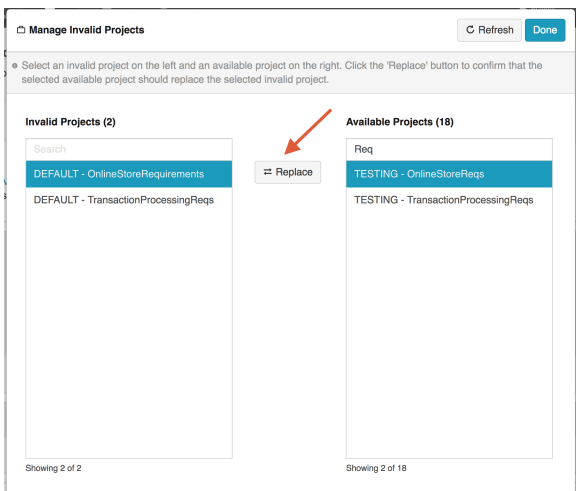 Manage Invalid Projects
Refresh
Done
Select an invalid project on the left and an available project on the right. Click the 'Replace' button to confirm that the
selected available project should replace the selected invalid project.
Invalid Projects (2)
Available Projects (18)
Search
Req
DEFAULT - OnlineStoreRequirements
Replace
TESTING - OnlineStoreReqs
DEFAULT - TransactionProcessingReqs
TESTING - TransactionProcessingReqs
Showing 2 of 2
Showing 2 of 18